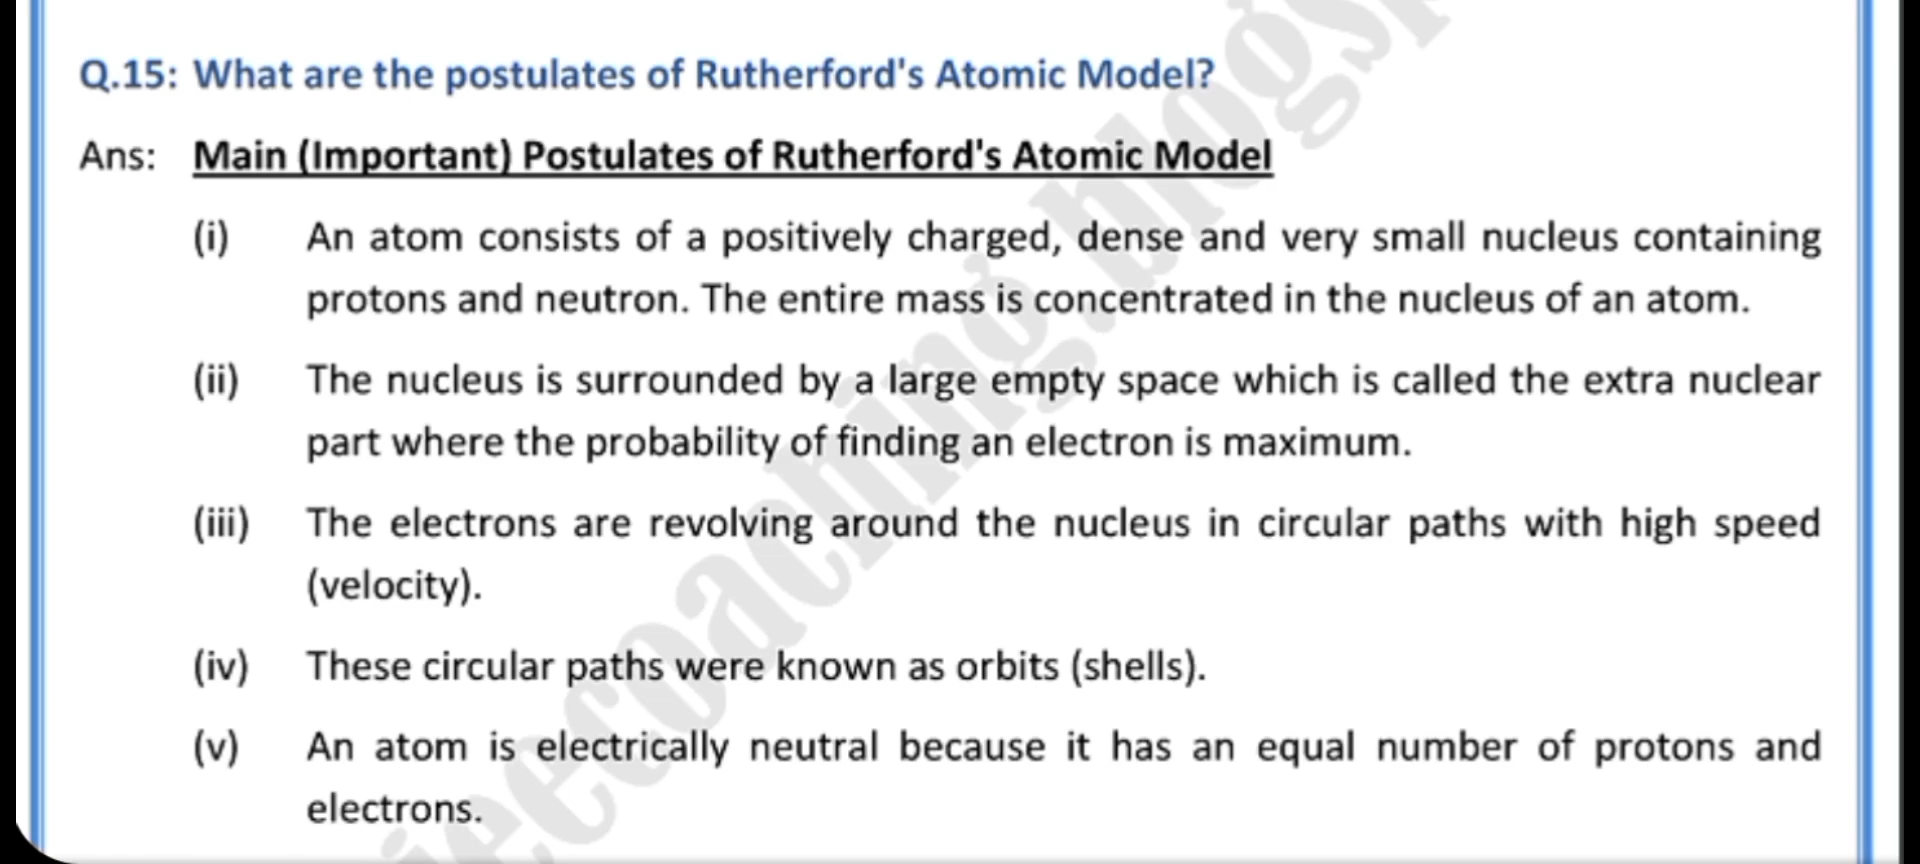 Q.15: What are the postulates of Rutherford's Atomic Model?
Ans: Main (Important) Postulates of Rutherford's Atomic Model
(i) An atom consists of a positively charged, dense and very small nucleus containing
protons and neutron. The entire mass is concentrated in the nucleus of an atom.
(ii) The nucleus is surrounded by a large empty space which is called the extra nuclear
part where the probability of finding an electron is maximum.
(iii) The electrons are revolving around the nucleus in circular paths with high speed
(velocity).
(iv) These circular paths were known as orbits (shells).
(v) An atom is electrically neutral because it has an equal number of protons and
electrons.